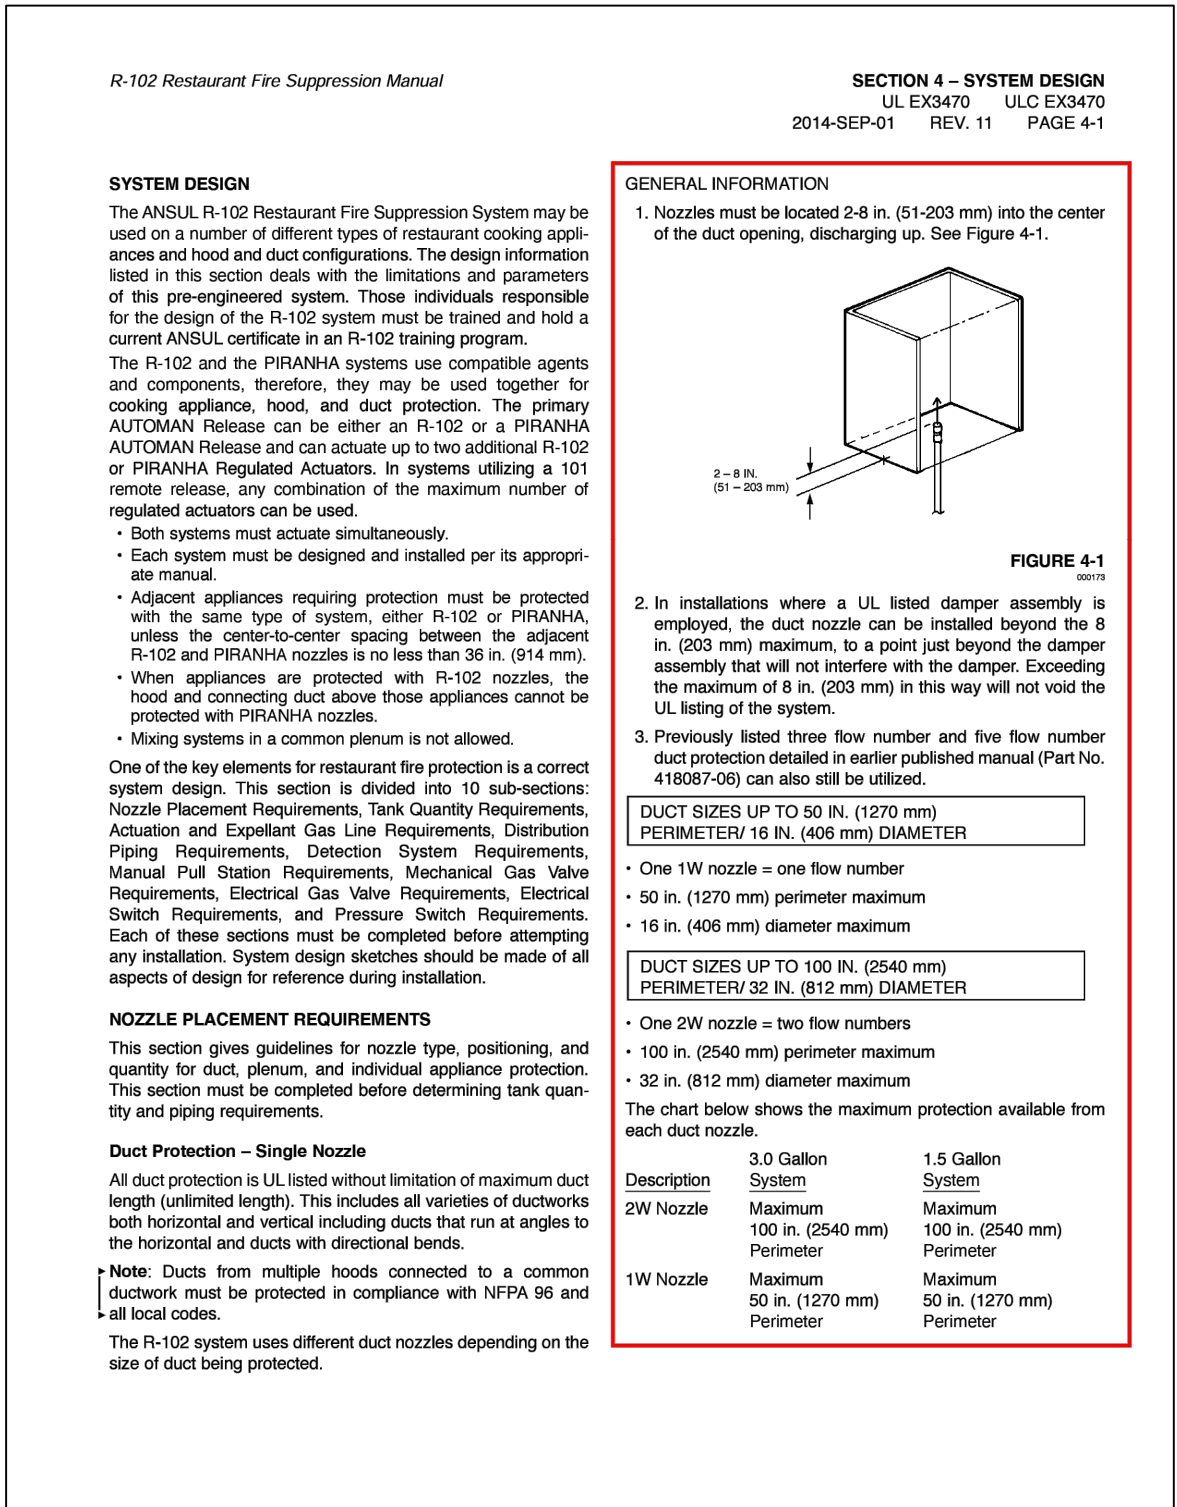 R-102 Restaurant Fire Suppression Manual
SECTION 4 – SYSTEM DESIGN
UL EX3470 ULC EX3470
2014-SEP-01 REV. 11 PAGE 4-1
SYSTEM DESIGN
The ANSUL R-102 Restaurant Fire Suppression System may be
used on a number of different types of restaurant cooking appli-
ances and hood and duct configurations. The design information
listed in this section deals with the limitations and parameters
of this pre-engineered system. Those individuals responsible
for the design of the R-102 system must be trained and hold a
current ANSUL certificate in an R-102 training program.
The R-102 and the PIRANHA systems use compatible agents
and components, therefore, they may be used together for
cooking appliance, hood, and duct protection. The primary
AUTOMAN Release can be either an R-102 or a PIRANHA
AUTOMAN Release and can actuate up to two additional R-102
or PIRANHA Regulated Actuators. In systems utilizing a 101
remote release, any combination of the maximum number of
regulated actuators can be used.
• Both systems must actuate simultaneously.
• Each system must be designed and installed per its appropri-
ate manual.
• Adjacent appliances requiring protection must be protected
with the same type of system, either R-102 or PIRANHA,
unless the center-to-center spacing between the adjacent
R-102 and PIRANHA nozzles is no less than 36 in. (914 mm).
• When appliances are protected with R-102 nozzles, the
hood and connecting duct above those appliances cannot be
protected with PIRANHA nozzles.
• Mixing systems in a common plenum is not allowed.
One of the key elements for restaurant fire protection is a correct
system design. This section is divided into 10 sub-sections:
Nozzle Placement Requirements, Tank Quantity Requirements,
Actuation and Expellant Gas Line Requirements, Distribution
Piping Requirements, Detection System Requirements,
Manual Pull Station Requirements, Mechanical Gas Valve
Requirements, Electrical Gas Valve Requirements, Electrical
Switch Requirements, and Pressure Switch Requirements.
Each of these sections must be completed before attempting
any installation. System design sketches should be made of all
aspects of design for reference during installation.
NOZZLE PLACEMENT REQUIREMENTS
This section gives guidelines for nozzle type, positioning, and
quantity for duct, plenum, and individual appliance protection.
This section must be completed before determining tank quan-
tity and piping requirements.
Duct Protection – Single Nozzle
All duct protection is UL listed without limitation of maximum duct
length (unlimited length). This includes all varieties of ductworks
both horizontal and vertical including ducts that run at angles to
the horizontal and ducts with directional bends.
Note: Ducts from multiple hoods connected to a common
ductwork must be protected in compliance with NFPA 96 and
all local codes.
The R-102 system uses different duct nozzles depending on the
size of duct being protected.
GENERAL INFORMATION
1. Nozzles must be located 2-8 in. (51-203 mm) into the center
of the duct opening, discharging up. See Figure 4-1.
2 – 8 IN.
(51 – 203 mm)
FIGURE 4-1
000173
2. In installations where a UL listed damper assembly is
employed, the duct nozzle can be installed beyond the 8
in. (203 mm) maximum, to a point just beyond the damper
assembly that will not interfere with the damper. Exceeding
the maximum of 8 in. (203 mm) in this way will not void the
UL listing of the system.
3. Previously listed three flow number and five flow number
duct protection detailed in earlier published manual (Part No.
418087-06) can also still be utilized.
DUCT SIZES UP TO 50 IN. (1270 mm)
PERIMETER/ 16 IN. (406 mm) DIAMETER
• One 1W nozzle = one flow number
• 50 in. (1270 mm) perimeter maximum
• 16 in. (406 mm) diameter maximum
DUCT SIZES UP TO 100 IN. (2540 mm)
PERIMETER/ 32 IN. (812 mm) DIAMETER
• One 2W nozzle = two flow numbers
• 100 in. (2540 mm) perimeter maximum
• 32 in. (812 mm) diameter maximum
The chart below shows the maximum protection available from
each duct nozzle.
3.0 Gallon 1.5 Gallon
Description System System
2W Nozzle Maximum Maximum
100 in. (2540 mm) 100 in. (2540 mm)
Perimeter Perimeter
1W Nozzle Maximum Maximum
50 in. (1270 mm) 50 in. (1270 mm)
Perimeter Perimeter